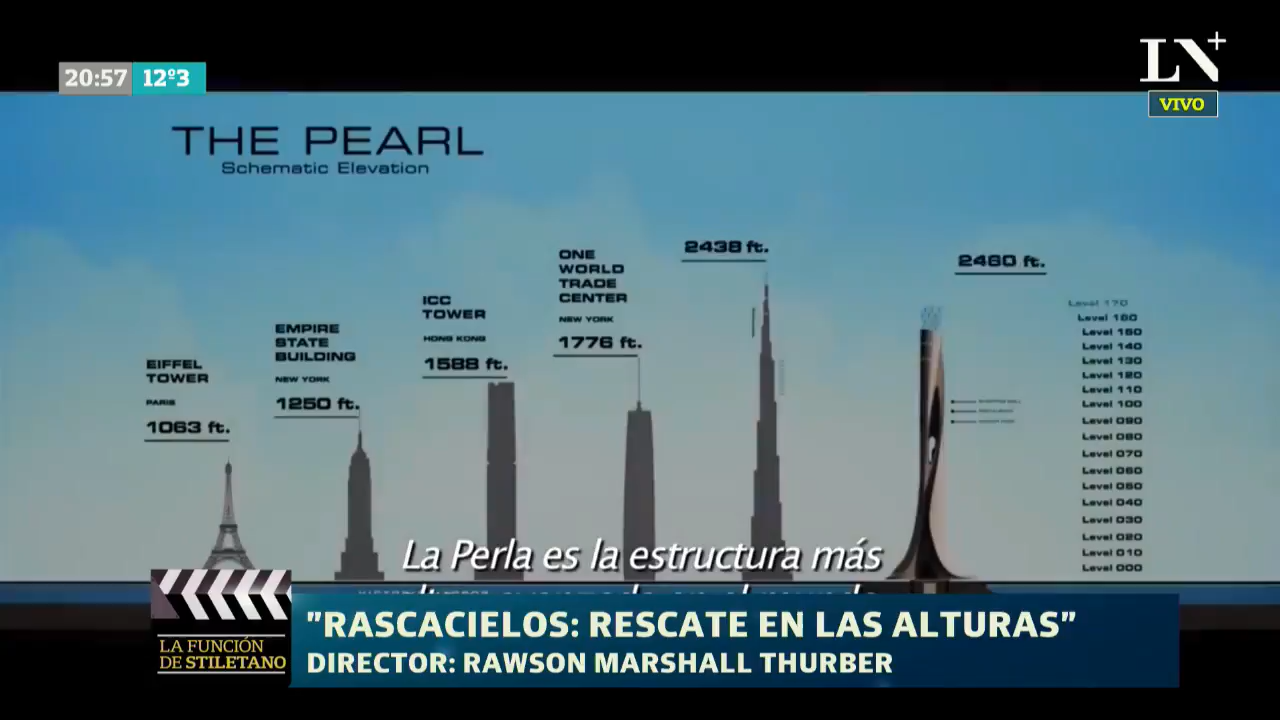 20:57 12º3
LN+
VIVO
THE PEARL
Schematic Elevation
EIFFEL
TOWER
PARIS
1063 ft.
EMPIRE
STATE
BUILDING
NEW YORK
1250 ft.
ICC
TOWER
HONG KONG
1588 ft.
ONE
WORLD
TRADE
CENTER
NEW YORK
1776 ft.
2438 ft.
2460 ft.
Level 170
Level 160
Level 150
Level 140
Level 130
Level 120
Level 110
Level 100
Level 090
Level 080
Level 070
Level 060
Level 050
Level 040
Level 030
Level 020
Level 010
Level 000
La Perla es la estructura más
LA FUNCIÓN
DE STILETANO
"RASCACIELOS: RESCATE EN LAS ALTURAS"
DIRECTOR: RAWSON MARSHALL THURBER